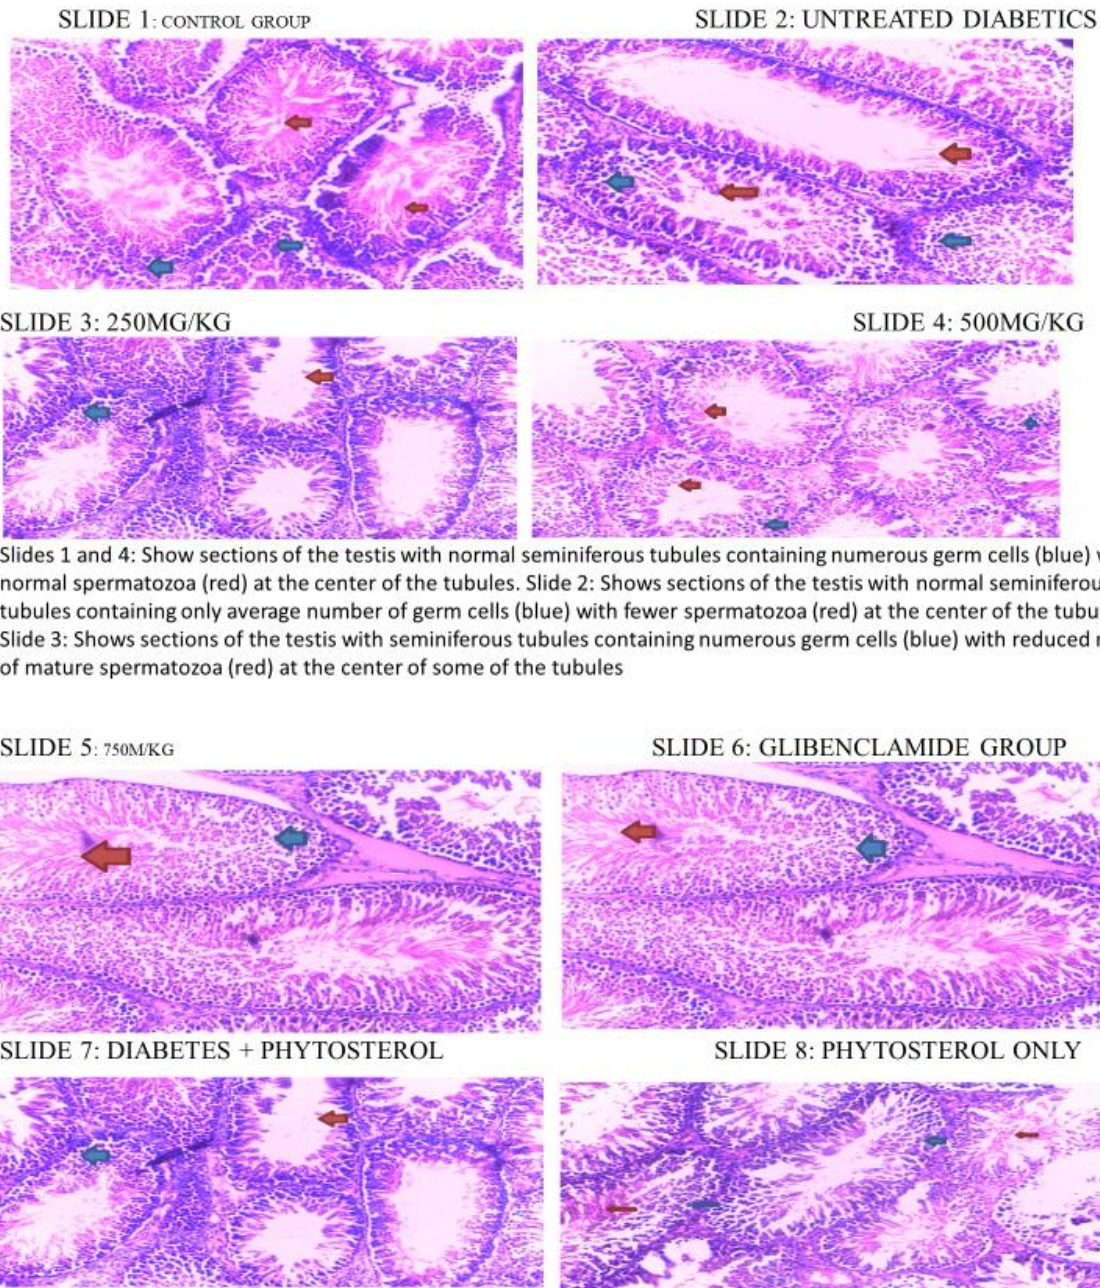 SLIDE 1: CONTROL GROUP
SLIDE 2: UNTREATED DIABETICS
SLIDE 3: 250MG/KG
SLIDE 4: 500MG/KG
Slides 1 and 4: Show sections of the testis with normal seminiferous tubules containing numerous germ cells (blue)
normal spermatozoa (red) at the center of the tubules. Slide 2: Shows sections of the testis with normal
tubules containing only average number of germ cells (blue) with fewer spermatozoa (red) at the center of the
Slide 3: Shows sections of the testis with seminiferous tubules containing numerous germ cells (blue) with reduced
of mature spermatozoa (red) at the center of some of the tubules
SLIDE 5: 750M/KG
SLIDE 6: GLIBENCLAMIDE GROUP
SLIDE 7: DIABETES + PHYTOSTEROL
SLIDE 8: PHYTOSTEROL ONLY